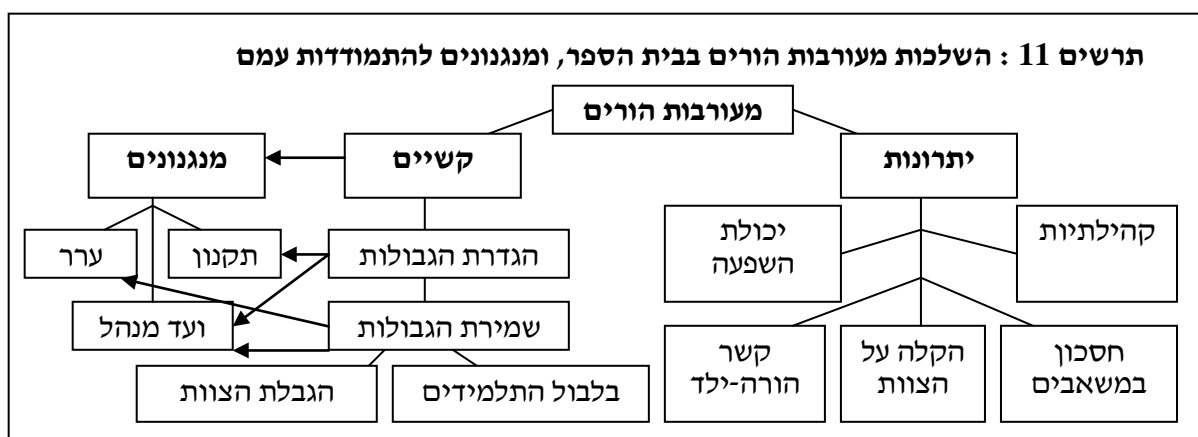 תרשים 11 : השלכות מעורבות הורים בבית הספר, ומנגנונים להתמודדות עמם
מעורבות הורים
יתרונות
קשיים
מנגנונים
קהילתיות
יכולת
השפעה
הגדרת הגבולות
תקנון
ערר
שמירת הגבולות
ועד מנהל
חסכון
במשאבים
הקלה על
הצוות
קשר
הורה-ילד
בלבול התלמידים
הגבלת הצוות